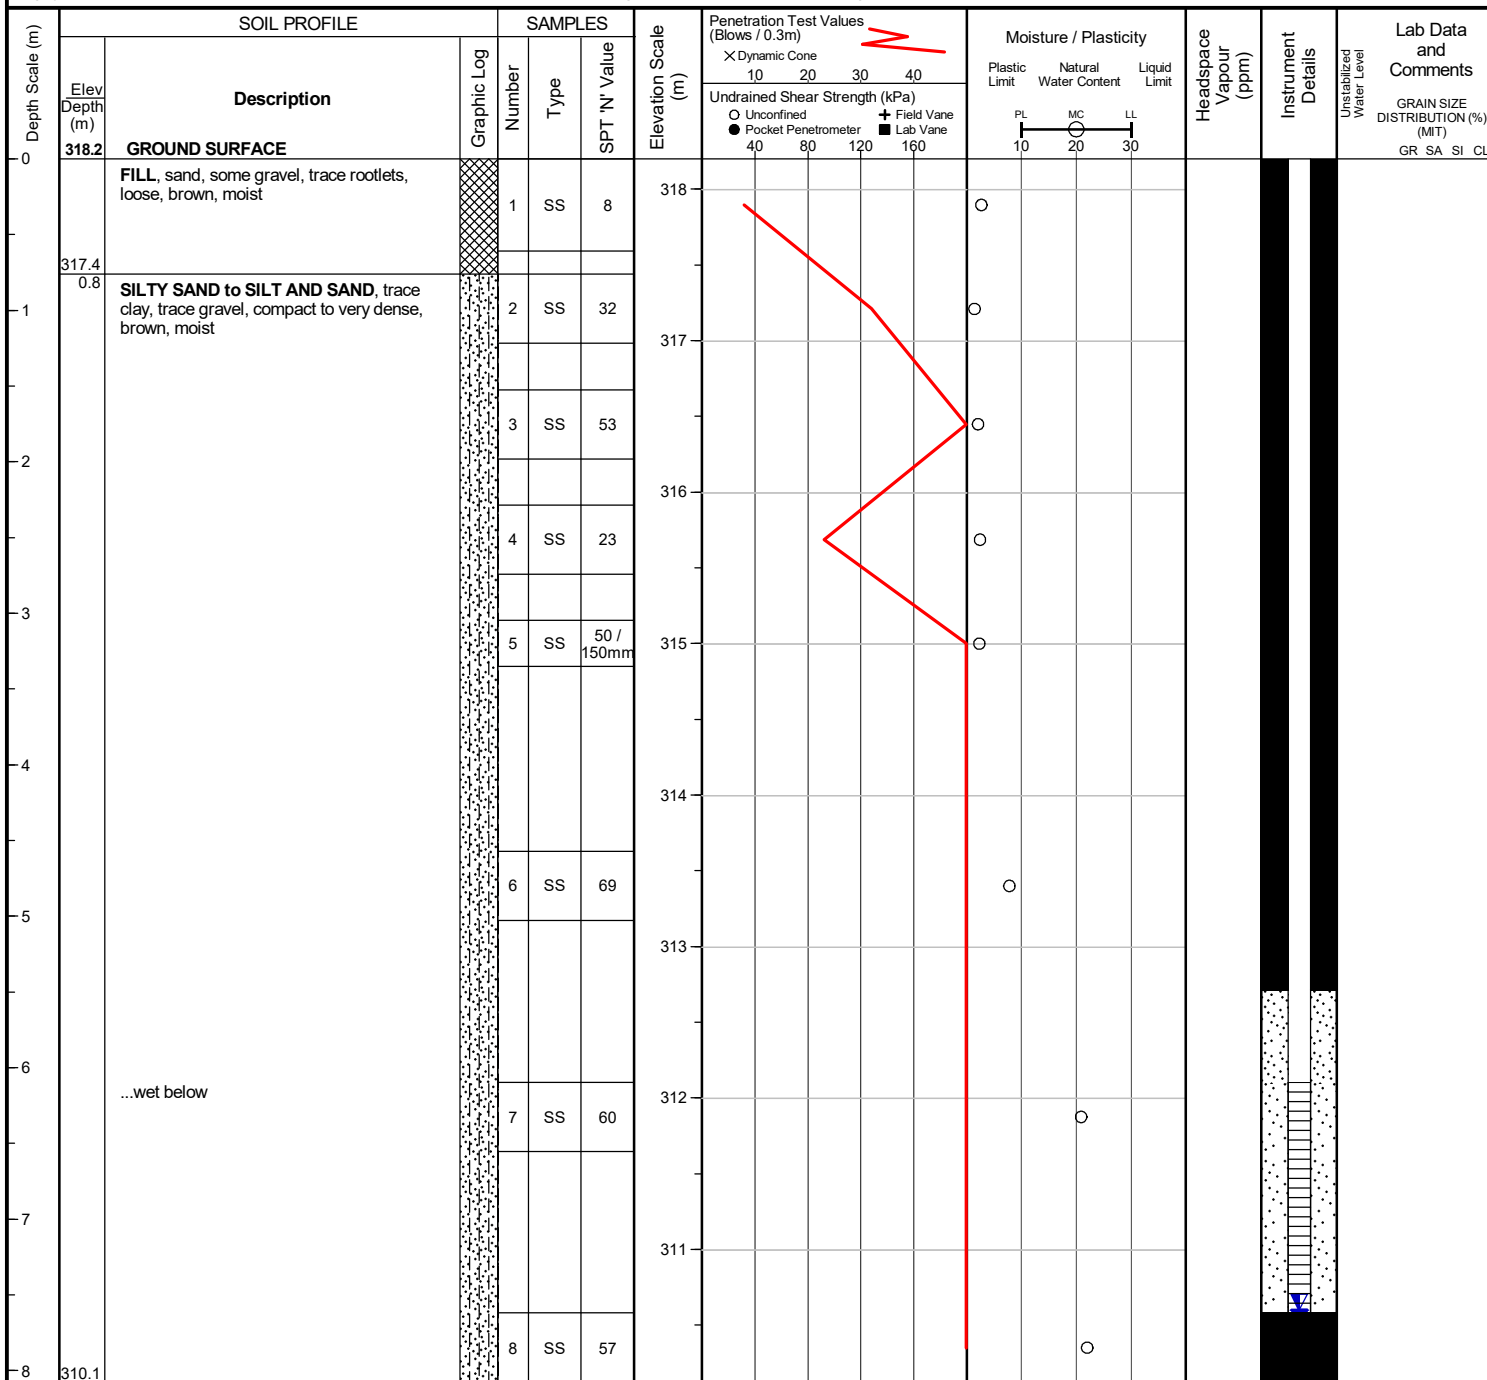 SOIL PROFILE
SAMPLES
Depth Scale (m)
Elev
Depth
(m)
Description
Graphic Log
Number
Type
SPT 'N' Value
Elevation Scale
(m)
Penetration Test Values
(Blows / 0.3m)
× Dynamic Cone
10 20 30 40
Undrained Shear Strength (kPa)
Unconfined
Field Vane
Pocket Penetrometer
Lab Vane
40 80 120 160
Moisture / Plasticity
Plastic
Limit
Natural
Water Content
Liquid
Limit
PL MC LL
10 20 30
Headspace
Vapour
(ppm)
Instrument
Details
Unstabilized
Water Level
Lab Data
and
Comments
GRAIN SIZE
DISTRIBUTION (%)
(MIT)
GR SA SI CL
318.2 GROUND SURFACE
0
FILL, sand, some gravel, trace rootlets,
loose, brown, moist
318
1 SS 8
317.4
0.8
SILTY SAND to SILT AND SAND, trace
clay, trace gravel, compact to very dense,
brown, moist
1
2 SS 32
317
3 SS 53
2
316
4 SS 23
3
5 SS 50 /
150mm
315
4
314
6 SS 69
5
313
6
...wet below
312
7 SS 60
7
311
8 SS 57
8
310.1